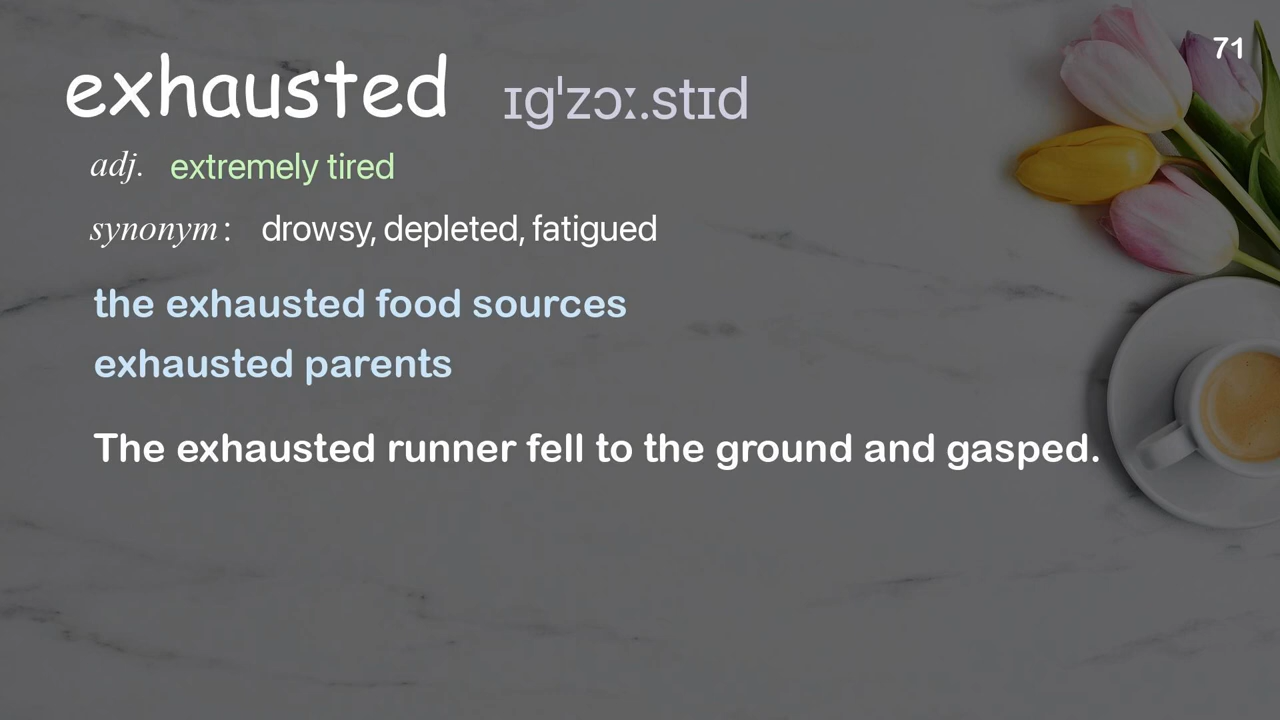 71
exhausted ɪɡˈzɔː.stɪd
adj. extremely tired
synonym: drowsy, depleted, fatigued
the exhausted food sources
exhausted parents
The exhausted runner fell to the ground and gasped.